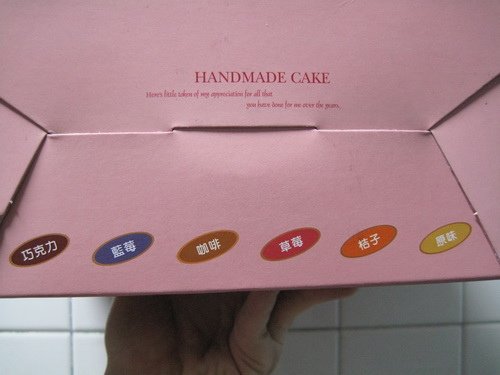 HANDMADE CAKE
Here's little token of my appreciation for all that
you have done for me over the years.
巧克力 藍莓 咖啡 草莓 桔子 原味